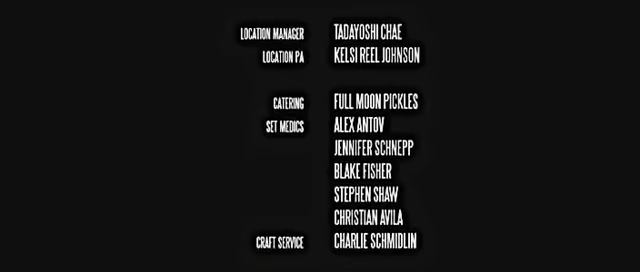 LOCATION MANAGER TADAYOSHI CHAE
LOCATION PA KELSI REEL JOHNSON
CATERING FULL MOON PICKLES
SET MEDICS ALEX ANTOV
JENNIFER SCHNEPP
BLAKE FISHER
STEPHEN SHAW
CHRISTIAN AVILA
CRAFT SERVICE CHARLIE SCHMIDLIN